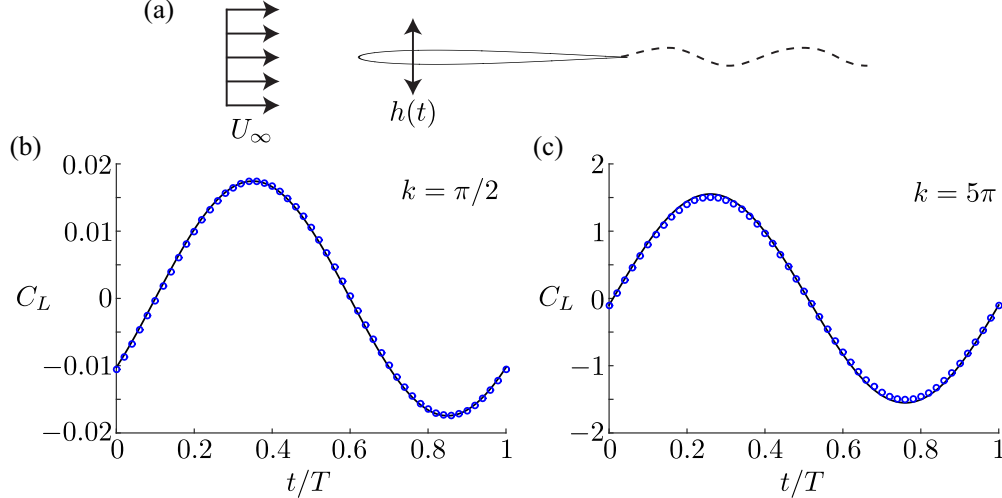 (a)
U∞
h(t)
(b)
0.02
0.01
0
−0.01
−0.02
C_L
k = π/2
0 0.2 0.4 0.6 0.8 1
t/T
(c)
2
1
0
−1
−2
C_L
k = 5π
0 0.2 0.4 0.6 0.8 1
t/T